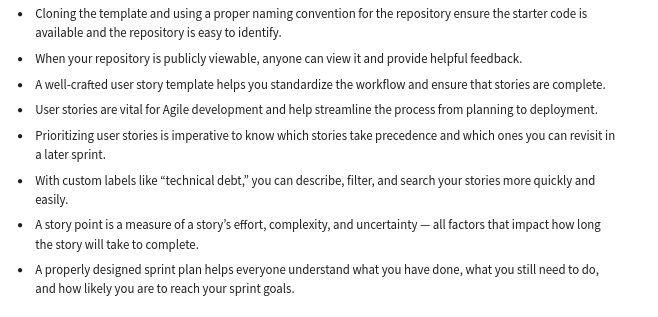 • Cloning the template and using a proper naming convention for the repository ensure the starter code is
available and the repository is easy to identify.
• When your repository is publicly viewable, anyone can view it and provide helpful feedback.
• A well-crafted user story template helps you standardize the workflow and ensure that stories are complete.
• User stories are vital for Agile development and help streamline the process from planning to deployment.
• Prioritizing user stories is imperative to know which stories take precedence and which ones you can revisit in
a later sprint.
• With custom labels like “technical debt,” you can describe, filter, and search your stories more quickly and
easily.
• A story point is a measure of a story’s effort, complexity, and uncertainty — all factors that impact how long
the story will take to complete.
• A properly designed sprint plan helps everyone understand what you have done, what you still need to do,
and how likely you are to reach your sprint goals.